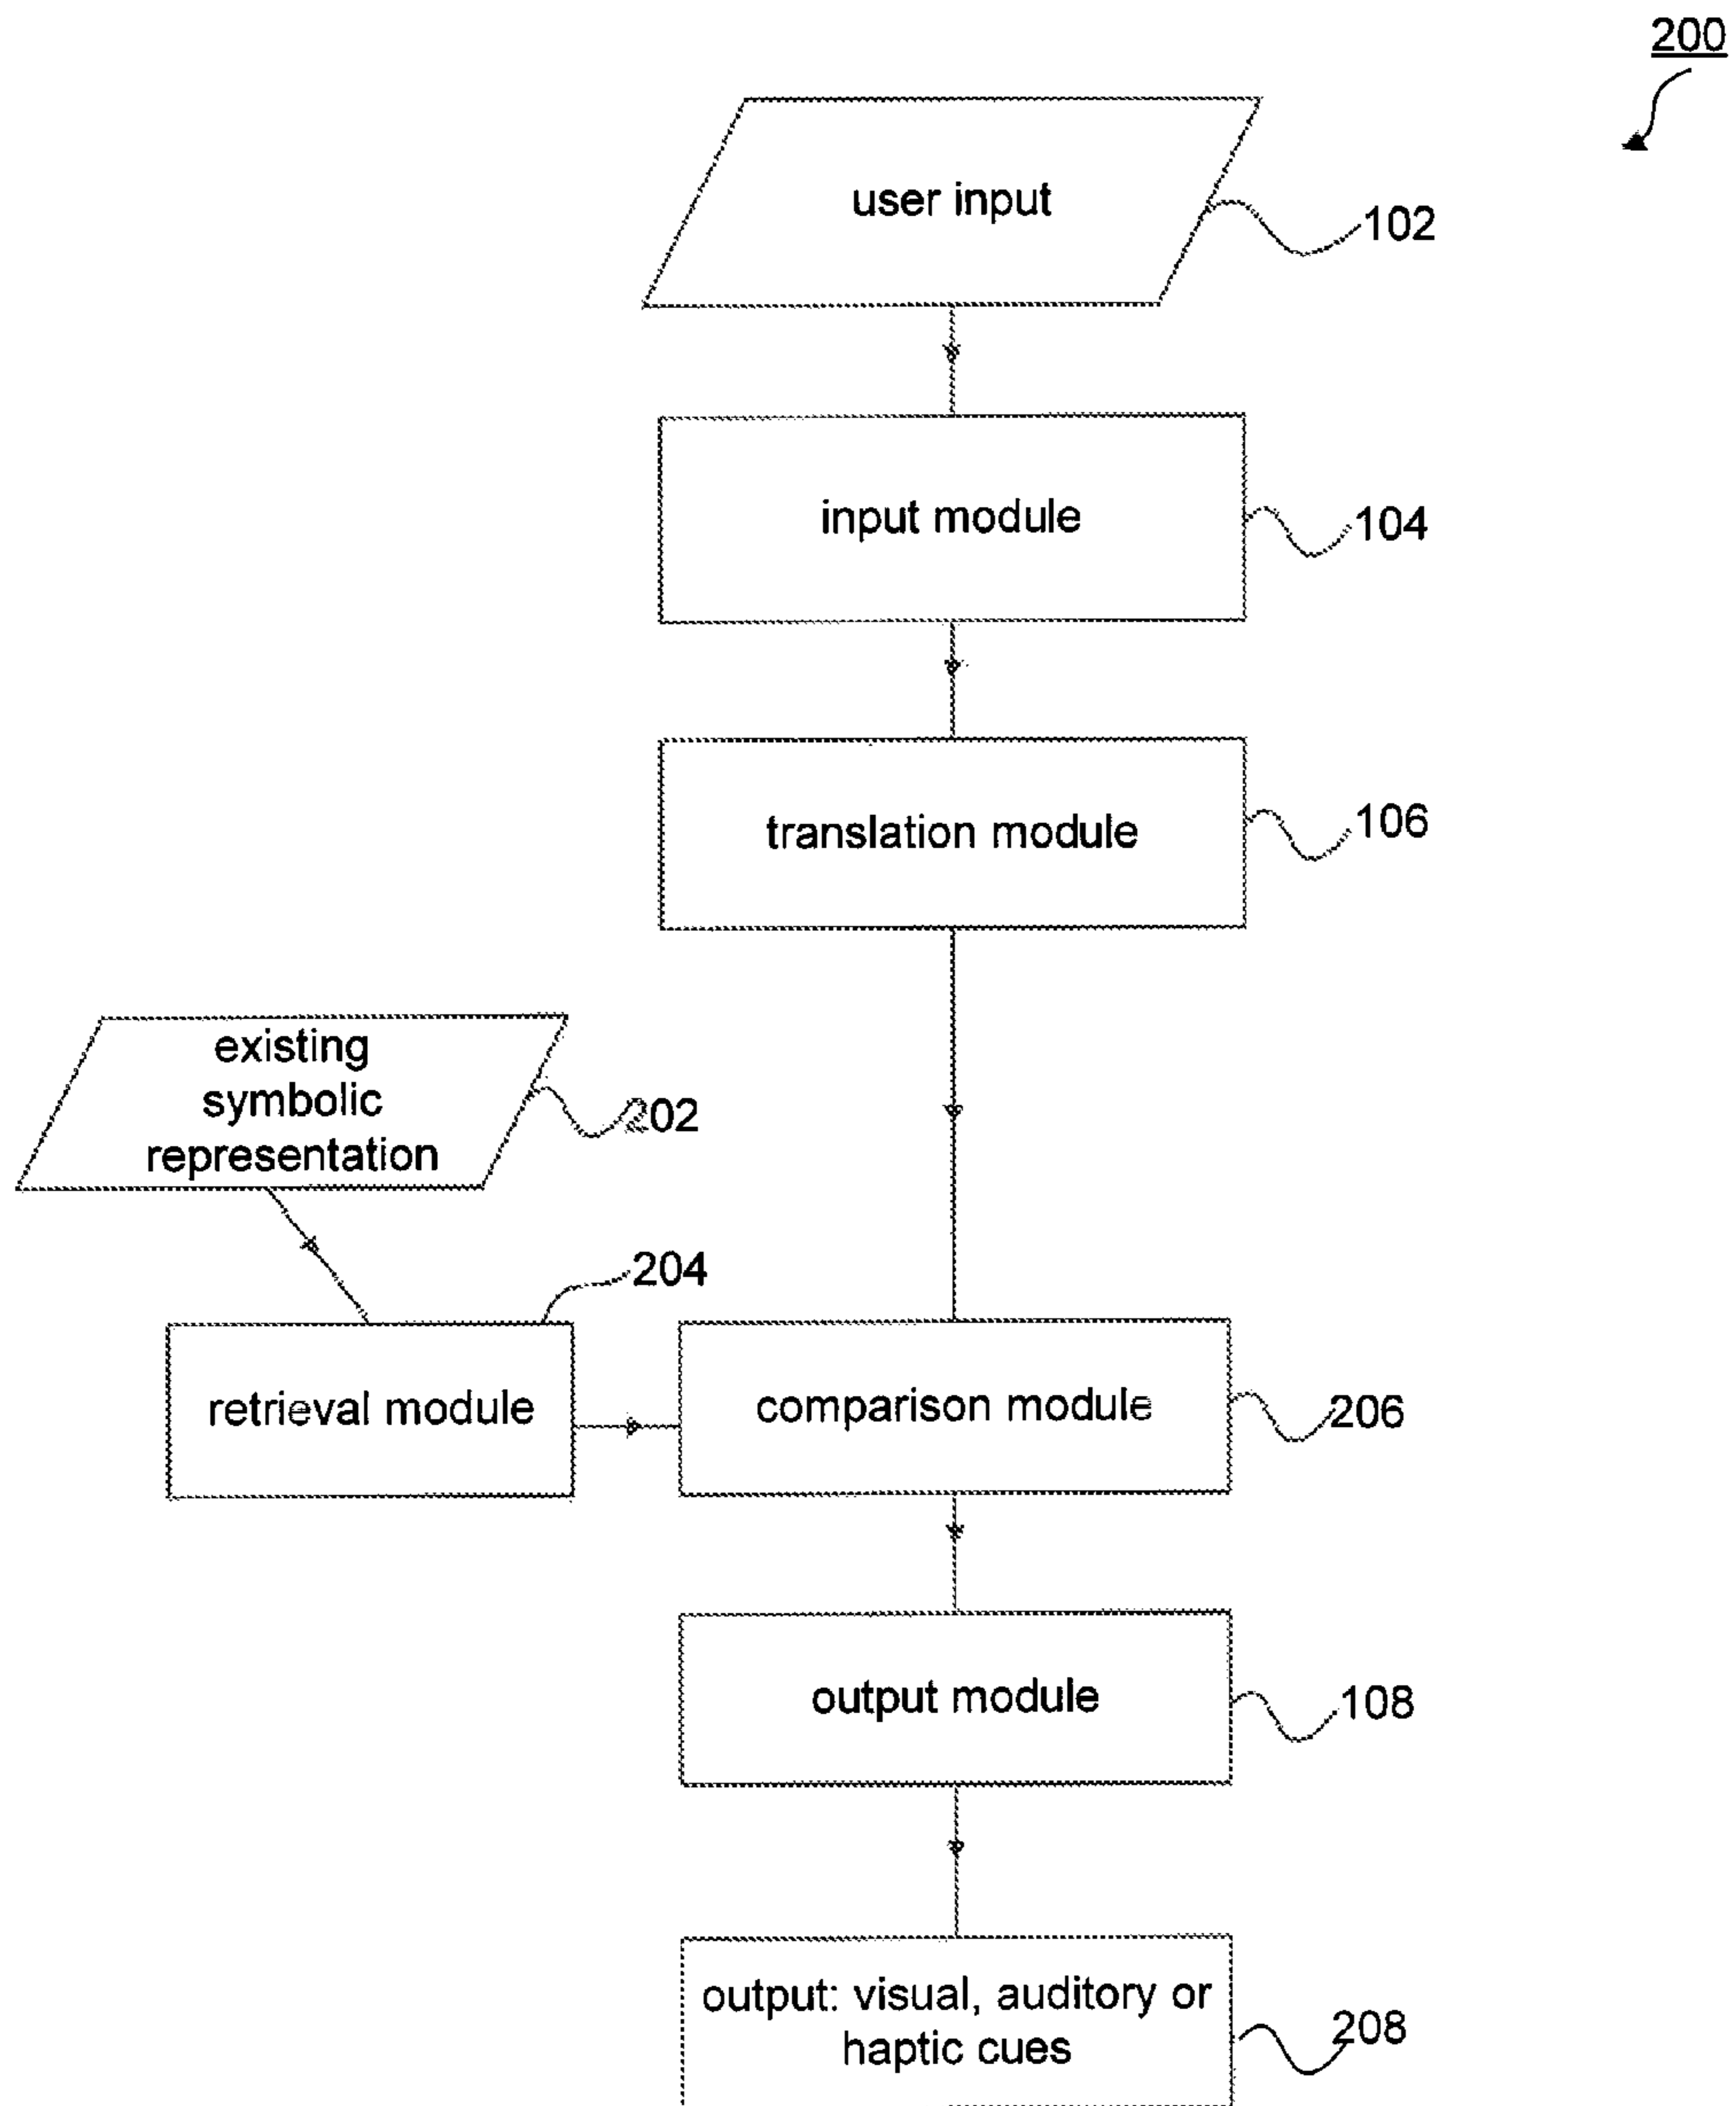 200
user input
102
input module
104
translation module
106
existing
symbolic
representation
202
204
retrieval module
comparison module
206
output module
108
output: visual, auditory or
haptic cues
208